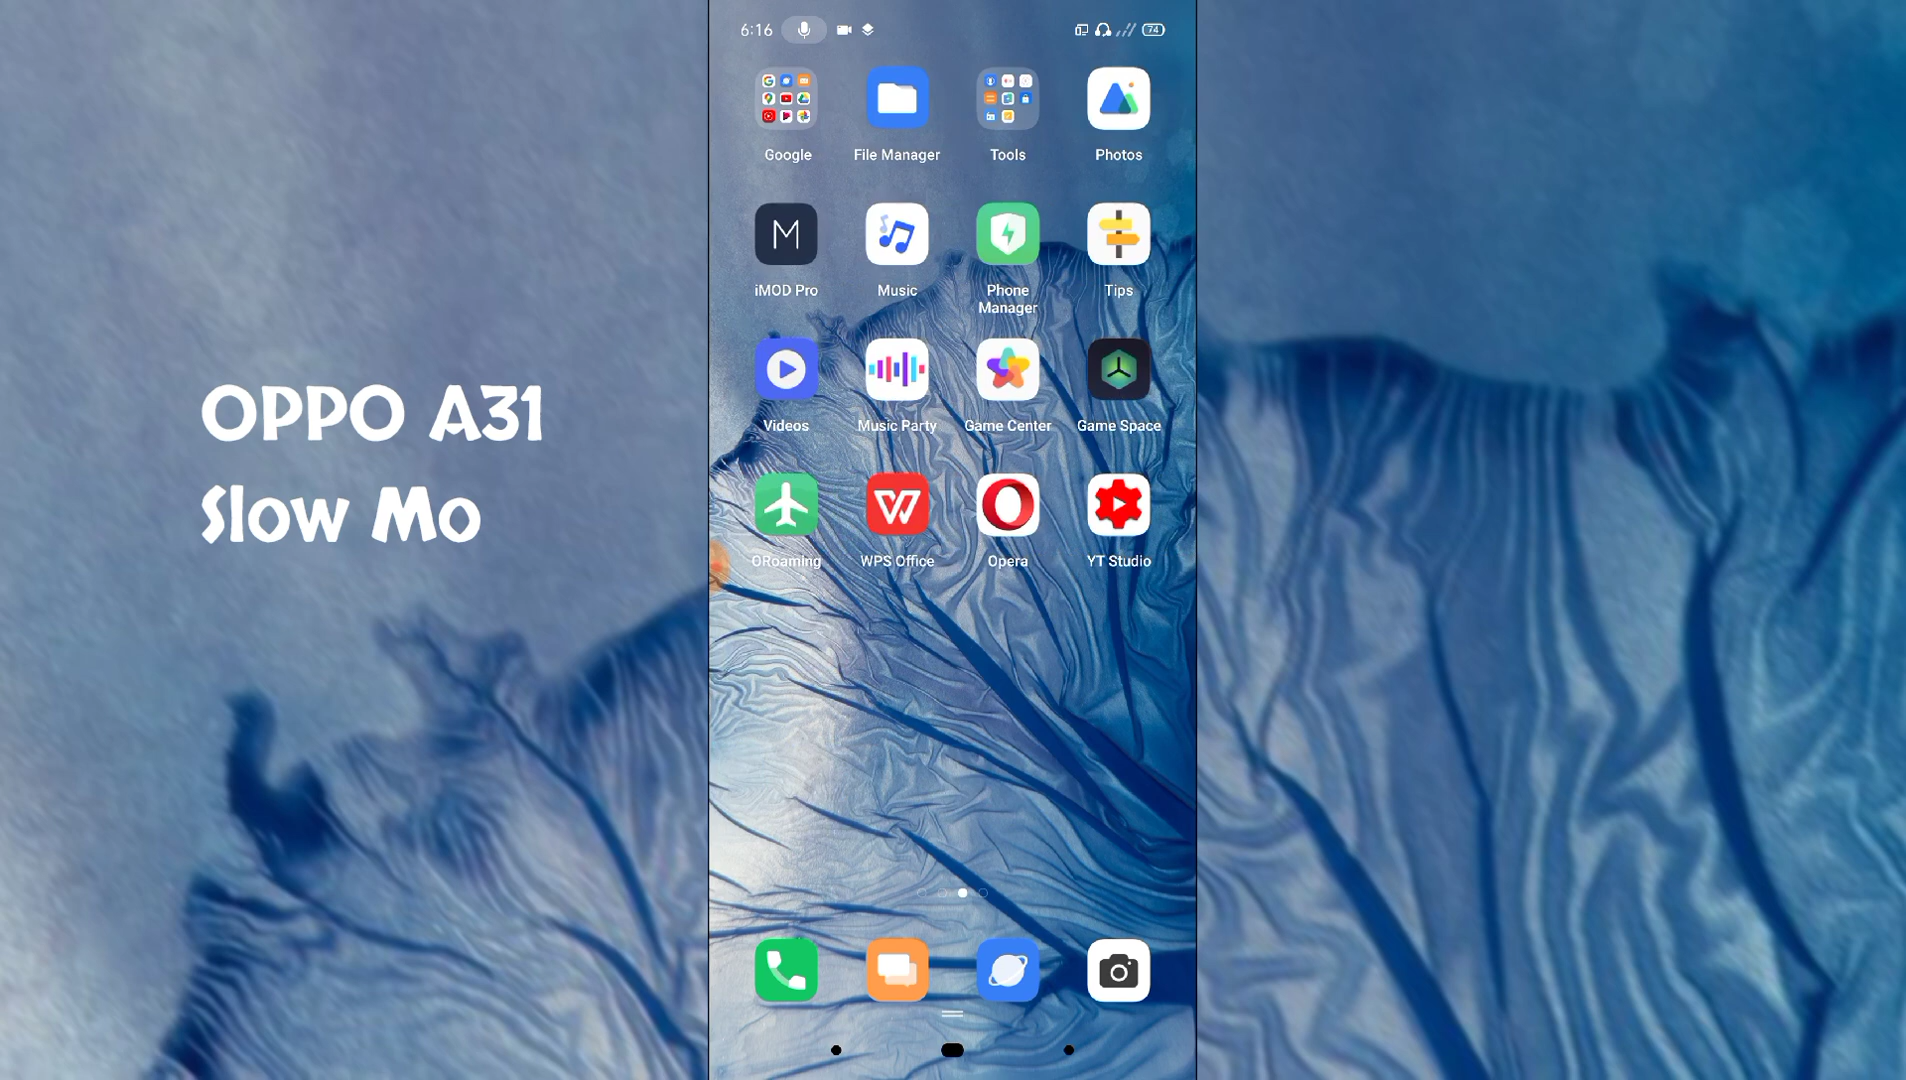 OPPO A31
Slow Mo
6:16
74
Google
File Manager
Tools
Photos
M
iMOD Pro
Music
Phone
Manager
Tips
Videos
Music Party
Game Center
Game Space
ORoaming
WPS Office
Opera
YT Studio